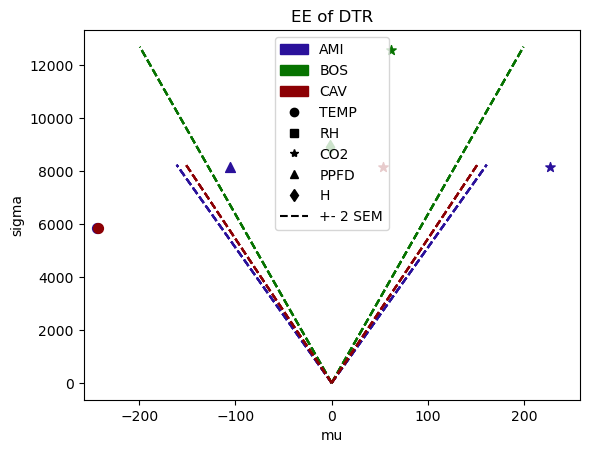 EE of DTR
AMI
BOS
CAV
TEMP
RH
CO2
PPFD
H
+- 2 SEM
sigma
12000
10000
8000
6000
4000
2000
0
−200
−100
0
100
200
mu